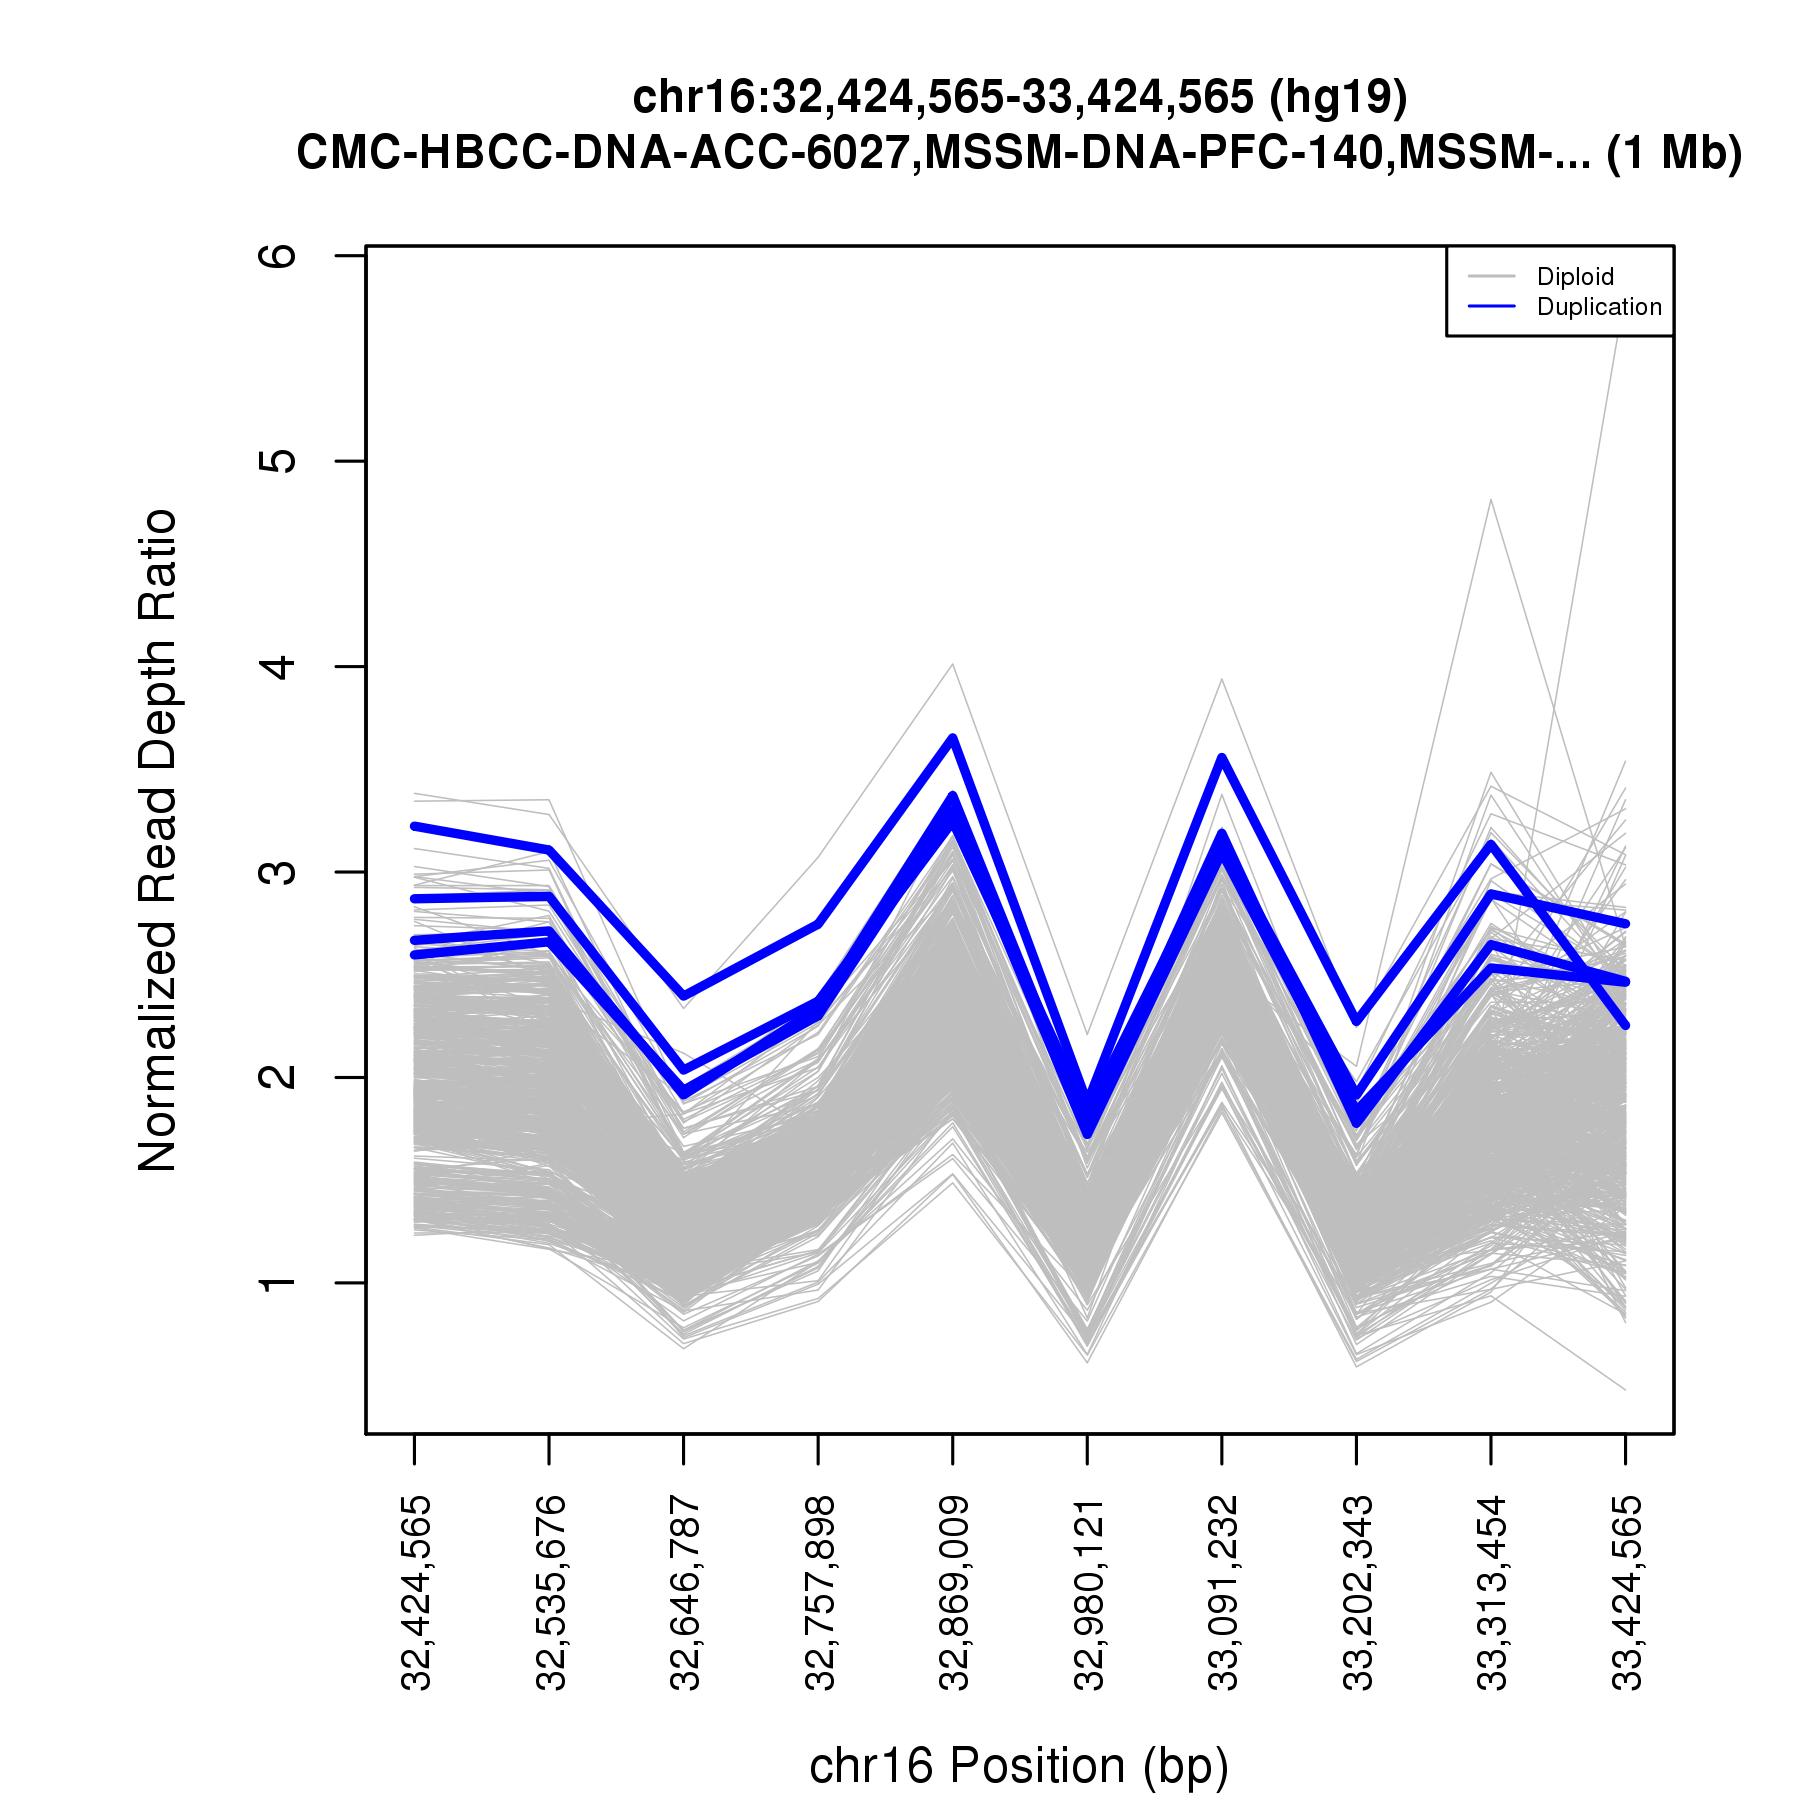 chr16:32,424,565-33,424,565 (hg19)
CMC-HBCC-DNA-ACC-6027,MSSM-DNA-PFC-140,MSSM-... (1 Mb)
Diploid
Duplication
Normalized Read Depth Ratio
6
5
4
3
2
1
32,424,565
32,535,676
32,646,787
32,757,898
32,869,009
32,980,121
33,091,232
33,202,343
33,313,454
33,424,565
chr16 Position (bp)